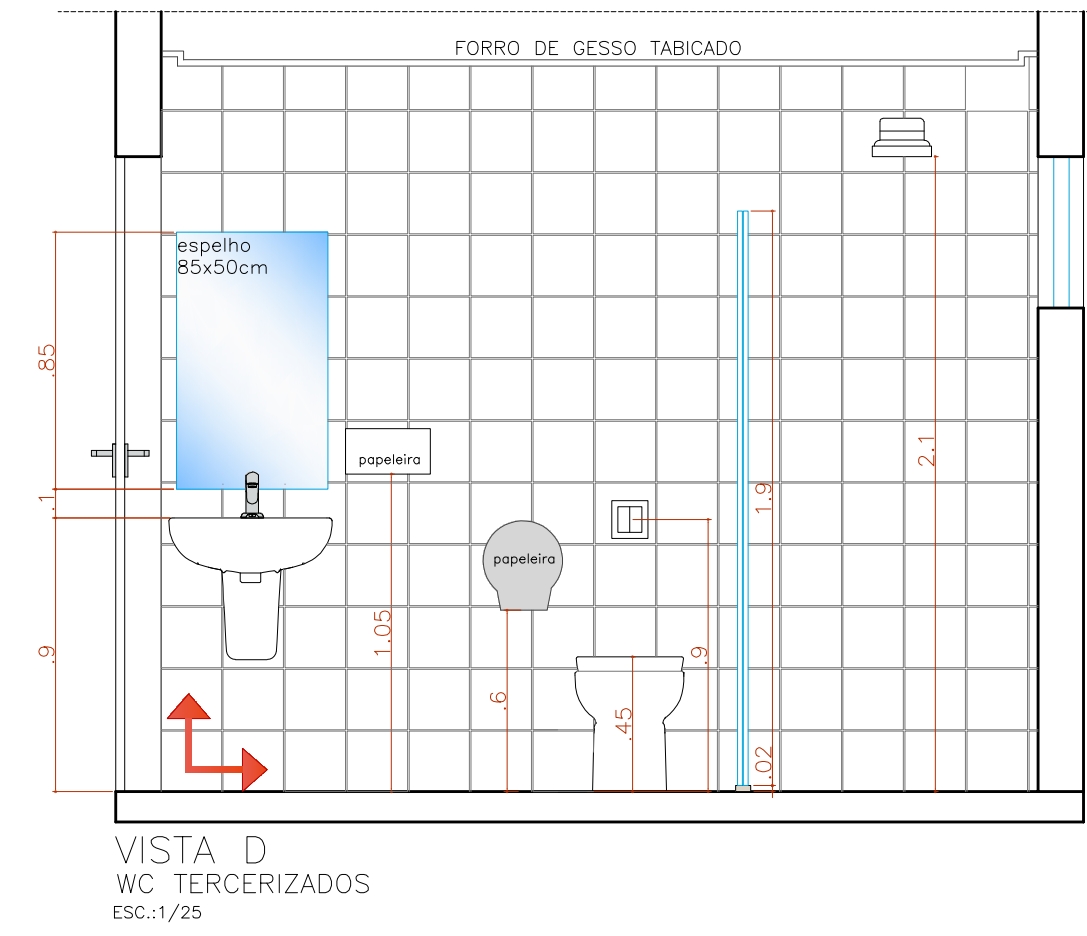 FORRO DE GESSO TABICADO
espelho
85x50cm
.85
.1
.9
papeleira
1.05
papeleira
.6
.45
.9
1.9
.02
2.1
VISTA D
WC TERCERIZADOS
ESC.:1/25